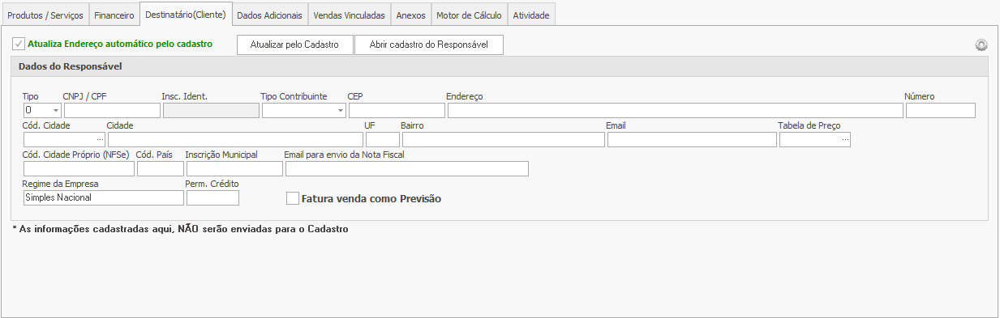 Produtos / Serviços Financeiro Destinatário(Cliente) Dados Adicionais Vendas Vinculadas Anexos Motor de Cálculo Atividade
Atualiza Endereço automático pelo cadastro Atualizar pelo Cadastro Abrir cadastro do Responsável
Dados do Responsável
Tipo CNPJ / CPF Insc. Ident. Tipo Contribuinte CEP Endereço Número
0
Cód. Cidade Cidade UF Bairro Email Tabela de Preço
... ...
Cód. Cidade Próprio (NFSe) Cód. País Inscrição Municipal Email para envio da Nota Fiscal
Regime da Empresa Perm. Crédito
Simples Nacional Fatura venda como Previsão
* As informações cadastradas aqui, NÃO serão enviadas para o Cadastro